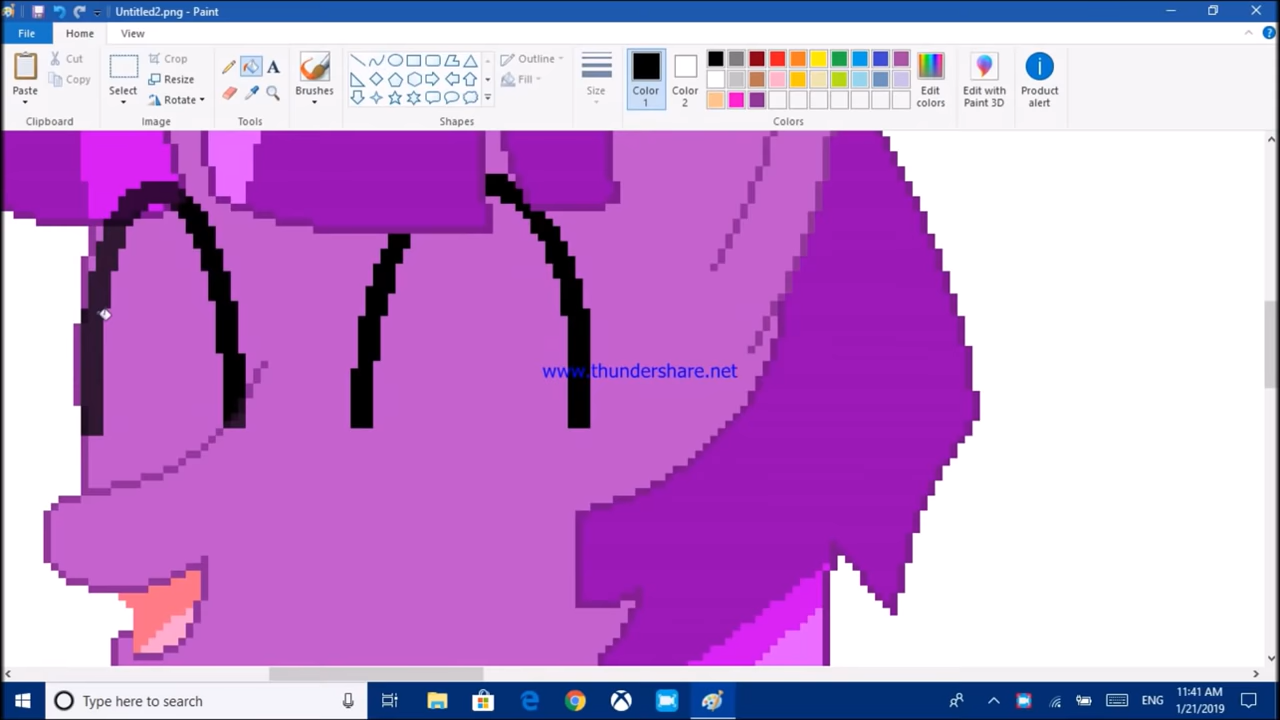 Untitled2.png - Paint
File Home View
Paste Cut Copy
Clipboard
Select Crop Resize Rotate
Image
Tools
Brushes
Shapes
Outline Fill
Size
Color 1
Color 2
Edit colors
Colors
Edit with Paint 3D
Product alert
www.thundershare.net
Type here to search
ENG
11:41 AM
1/21/2019